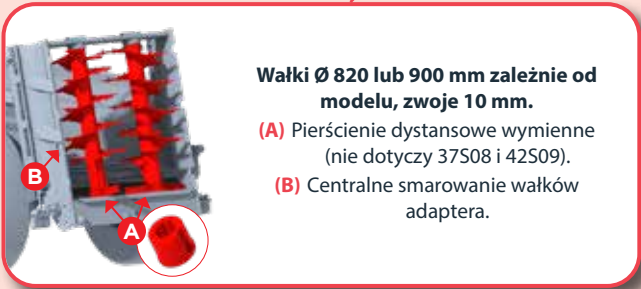 Wałki Ø 820 lub 900 mm zależnie od
modelu, zwoje 10 mm.
(A) Pierścienie dystansowe wymienne
(nie dotyczy 37S08 i 42S09).
(B) Centralne smarowanie wałków
adaptera.
B
A